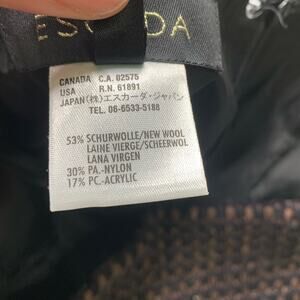 ESCADA
CANADA C.A. 02575
USA R.N. 61891
JAPAN(株)エスカーダ・ジャパン
TEL. 06-6533-5188
53% SCHURWOLLE/NEW WOOL
LAINE VIERGE/SCHEERWOL
LANA VIRGEN
30% PA.-NYLON
17% PC.-ACRYLIC